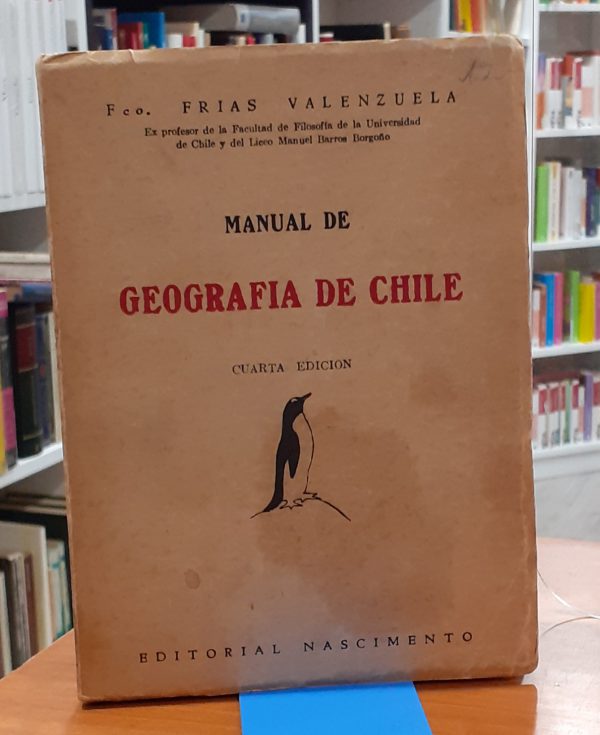 Fco. FRIAS VALENZUELA
Ex profesor de la Facultad de Filosofía de la Universidad
de Chile y del Liceo Manuel Barros Borgoño
MANUAL DE
GEOGRAFIA DE CHILE
CUARTA EDICION
EDITORIAL NASCIMENTO